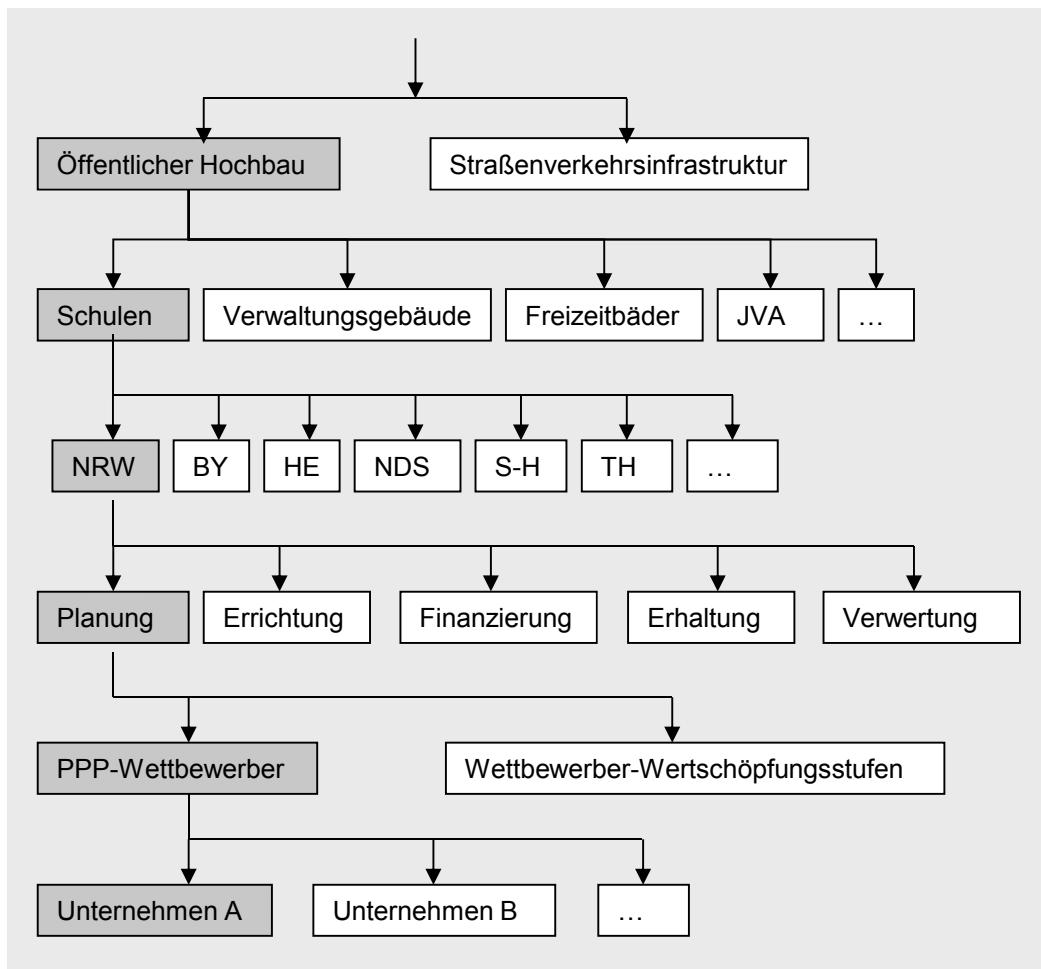 Öffentlicher Hochbau
Straßenverkehrsinfrastruktur
Schulen
Verwaltungsgebäude
Freizeitbäder
JVA
…
NRW
BY
HE
NDS
S-H
TH
…
Planung
Errichtung
Finanzierung
Erhaltung
Verwertung
PPP-Wettbewerber
Wettbewerber-Wertschöpfungsstufen
Unternehmen A
Unternehmen B
…